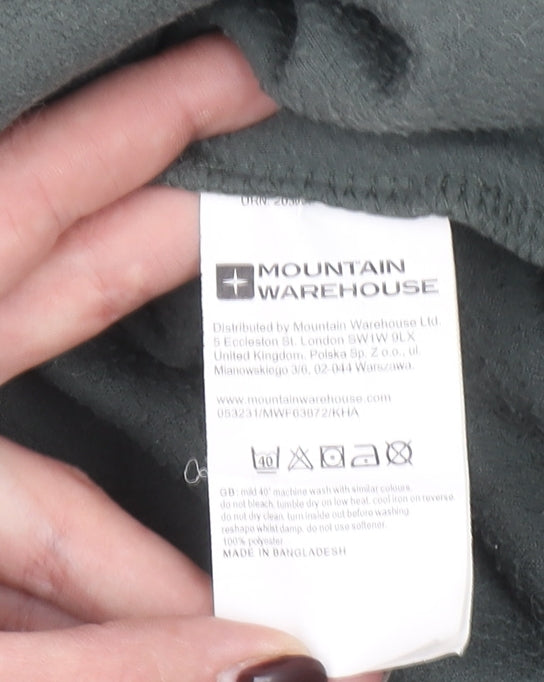 MOUNTAIN
WAREHOUSE
Distributed by Mountain Warehouse Ltd.
5 Eccleston St. London SW1W 9LX
United Kingdom. Polska Sp. Z o.o., ul.
Mianowskiego 3/6, 02-044 Warszawa.
www.mountainwarehouse.com
053231/MWF63872/KHA
40
GB: mild 40° machine wash with similar colours.
do not bleach. tumble dry on low heat. cool iron on reverse.
do not dry clean. turn inside out before washing
reshape whilst damp. do not use softener.
100% polyester
MADE IN BANGLADESH